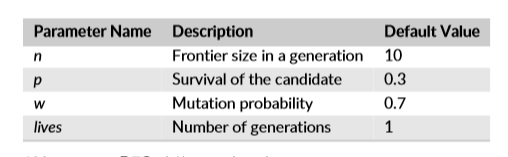 Parameter Name Description Default Value
n Frontier size in a generation 10
p Survival of the candidate 0.3
w Mutation probability 0.7
lives Number of generations 1